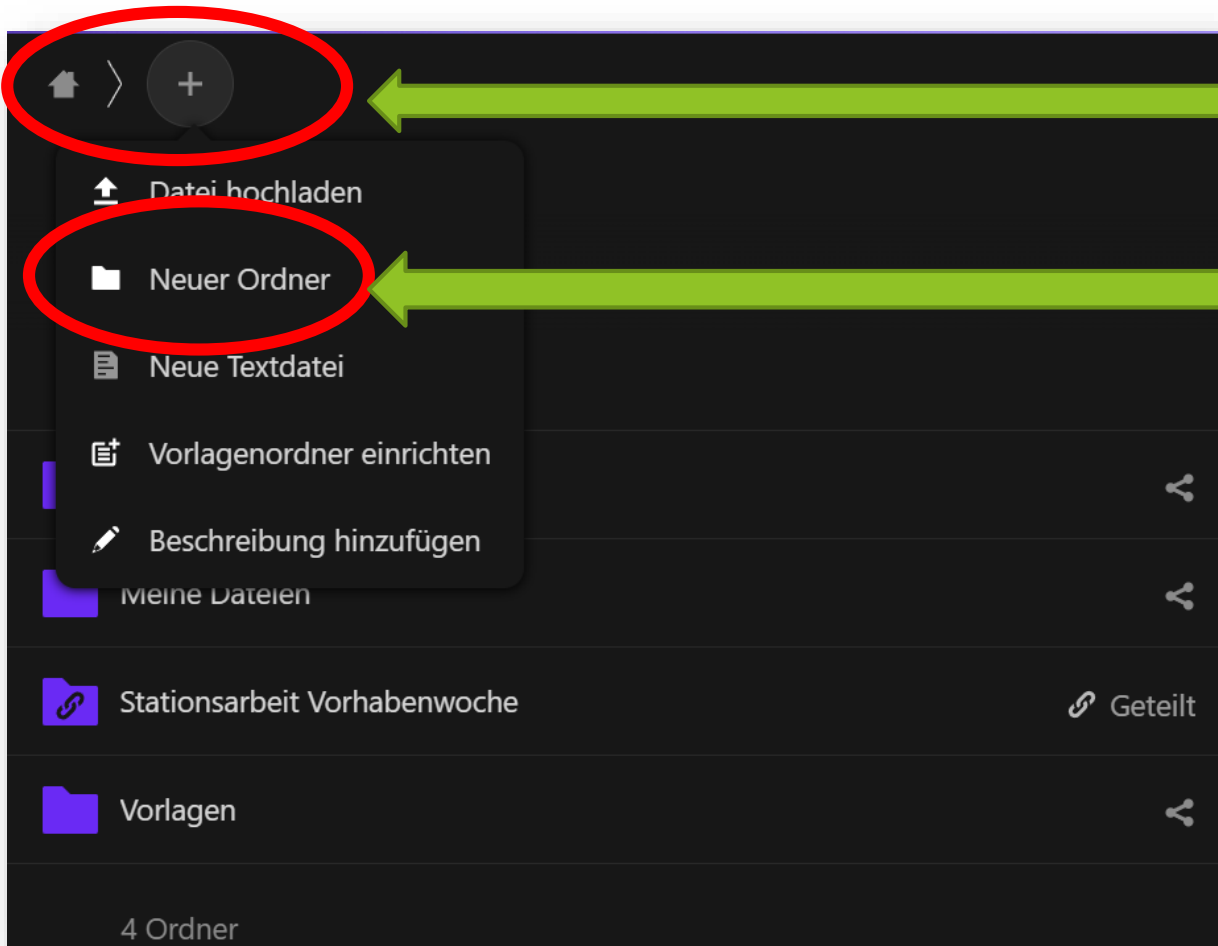 Datei hochladen
Neuer Ordner
Neue Textdatei
Vorlagenordner einrichten
Beschreibung hinzufügen
Meine Dateien
Stationsarbeit Vorhabenwoche
Geteilt
Vorlagen
4 Ordner